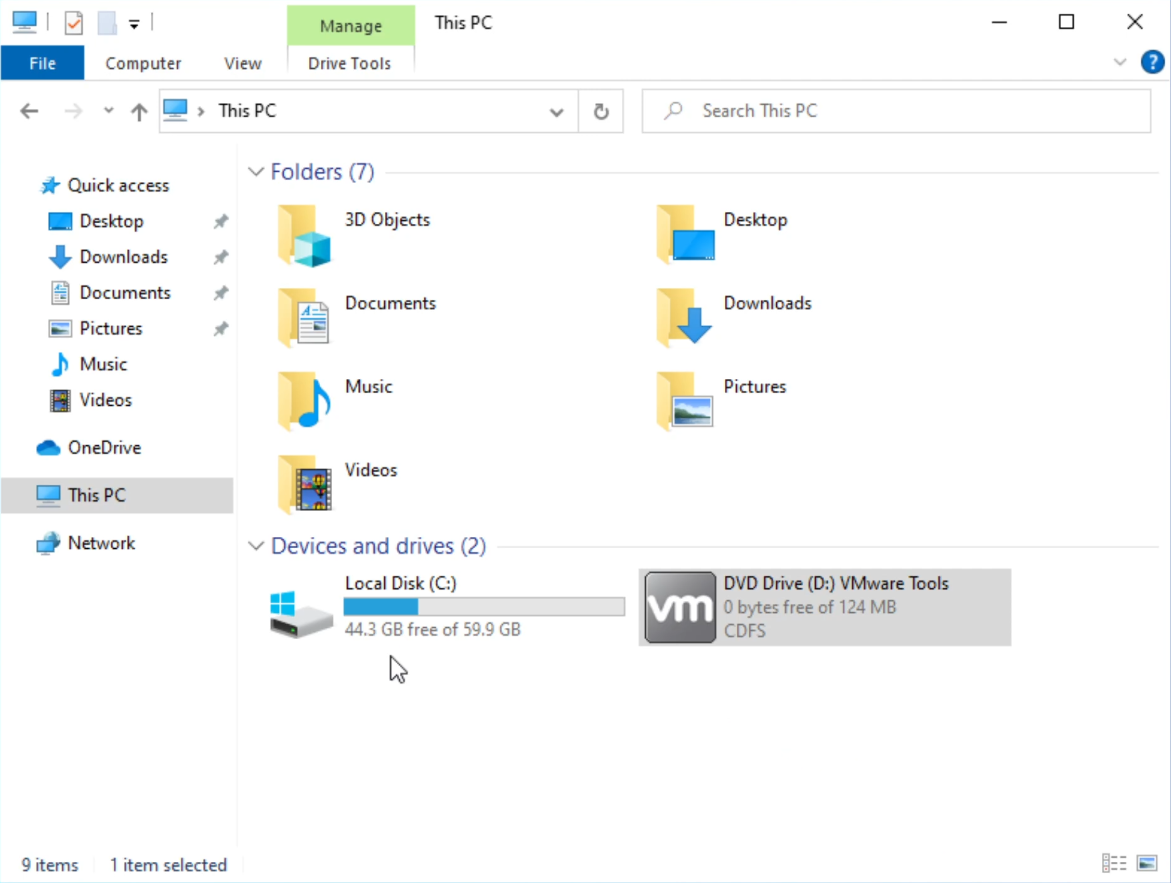 Manage
This PC
File
Computer
View
Drive Tools
?
This PC
Search This PC
Quick access
Desktop
Downloads
Documents
Pictures
Music
Videos
OneDrive
This PC
Network
Folders (7)
3D Objects
Desktop
Documents
Downloads
Music
Pictures
Videos
Devices and drives (2)
Local Disk (C:)
44.3 GB free of 59.9 GB
vm
DVD Drive (D:) VMware Tools
0 bytes free of 124 MB
CDFS
9 items
1 item selected